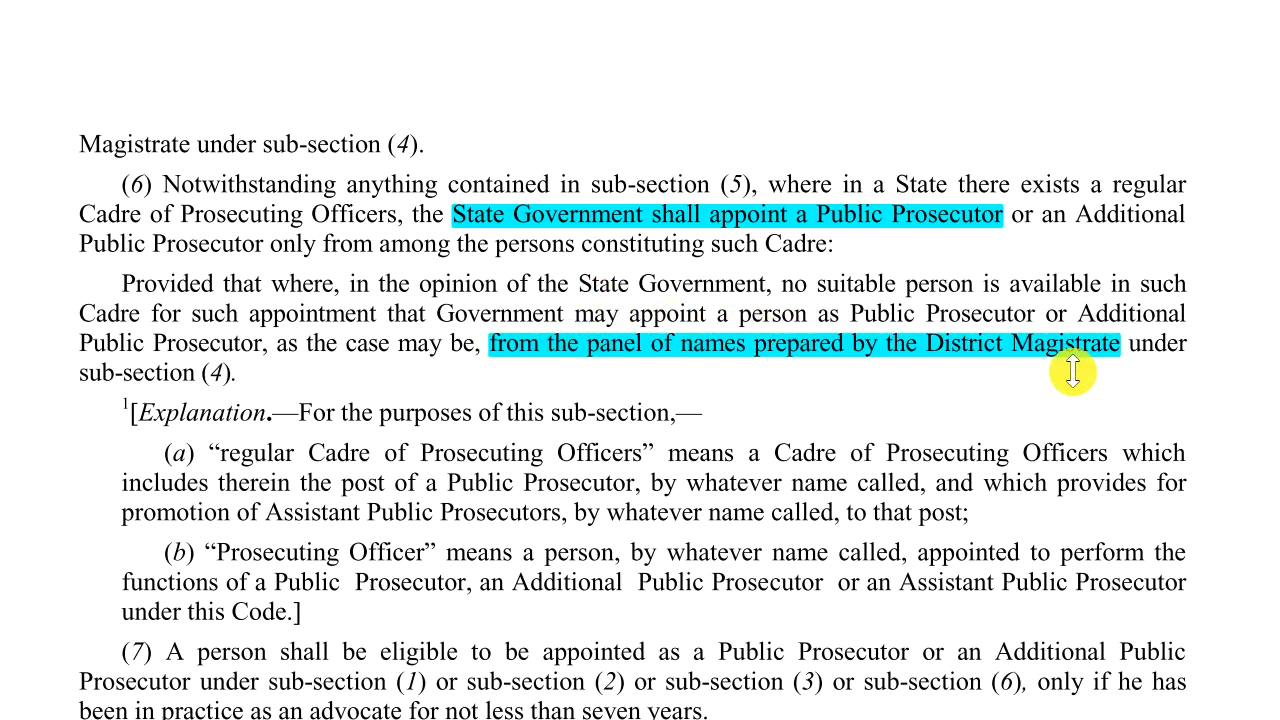 Magistrate under sub-section (4).
(6) Notwithstanding anything contained in sub-section (5), where in a State there exists a regular
Cadre of Prosecuting Officers, the State Government shall appoint a Public Prosecutor or an Additional
Public Prosecutor only from among the persons constituting such Cadre:
Provided that where, in the opinion of the State Government, no suitable person is available in such
Cadre for such appointment that Government may appoint a person as Public Prosecutor or Additional
Public Prosecutor, as the case may be, from the panel of names prepared by the District Magistrate under
sub-section (4).
1[Explanation.—For the purposes of this sub-section,—
(a) “regular Cadre of Prosecuting Officers” means a Cadre of Prosecuting Officers which
includes therein the post of a Public Prosecutor, by whatever name called, and which provides for
promotion of Assistant Public Prosecutors, by whatever name called, to that post;
(b) “Prosecuting Officer” means a person, by whatever name called, appointed to perform the
functions of a Public Prosecutor, an Additional Public Prosecutor or an Assistant Public Prosecutor
under this Code.]
(7) A person shall be eligible to be appointed as a Public Prosecutor or an Additional Public
Prosecutor under sub-section (1) or sub-section (2) or sub-section (3) or sub-section (6), only if he has
been in practice as an advocate for not less than seven years.